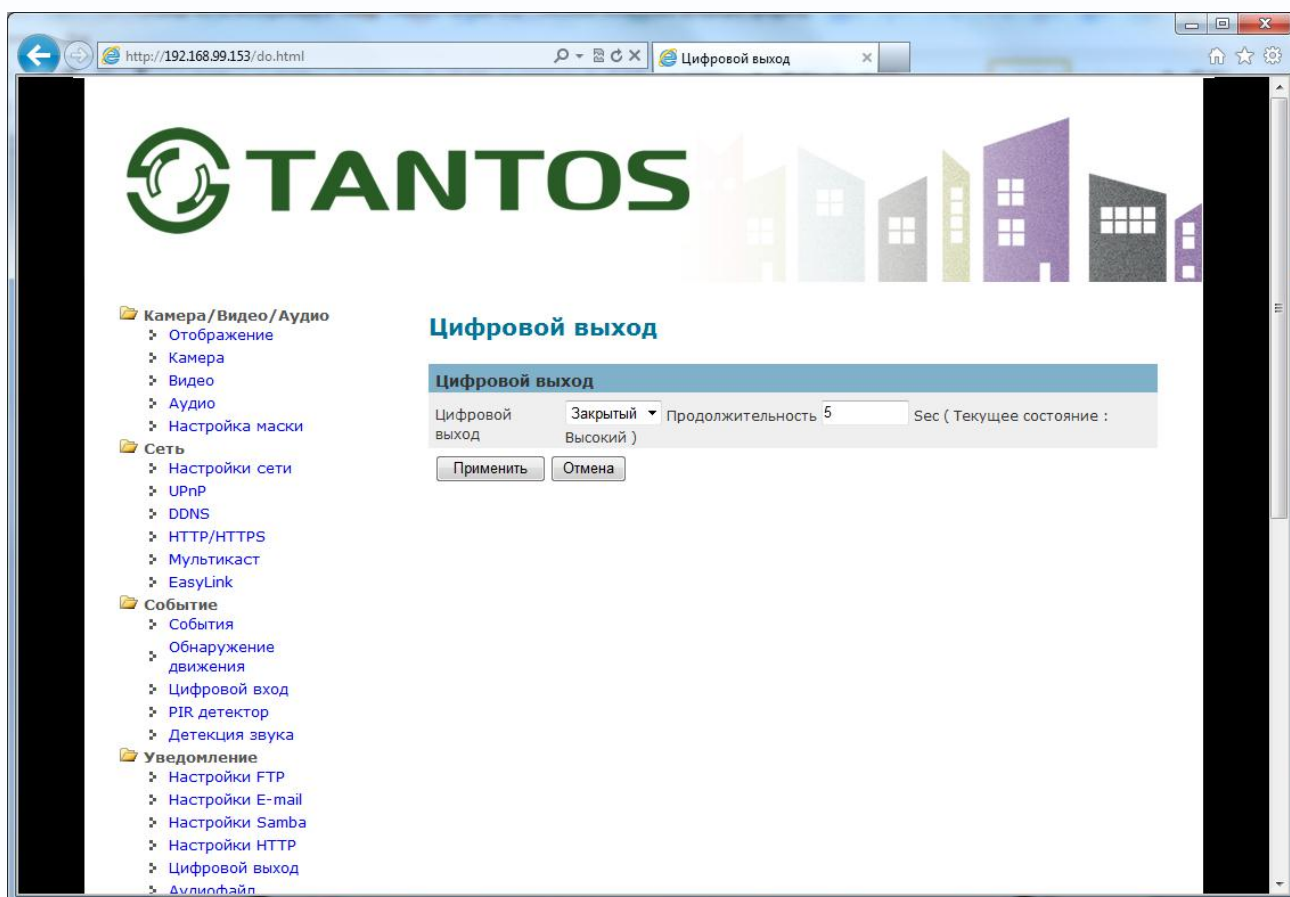 http://192.168.99.153/do.html
Цифровой выход
TANTOS
Камера/Видео/Аудио
Отображение
Камера
Видео
Аудио
Настройка маски
Сеть
Настройки сети
UPnP
DDNS
HTTP/HTTPS
Мультикаст
EasyLink
Событие
События
Обнаружение
движения
Цифровой вход
PIR детектор
Детекция звука
Уведомление
Настройки FTP
Настройки E-mail
Настройки Samba
Настройки HTTP
Цифровой выход
Аудиофайл
Цифровой выход
Цифровой выход
Цифровой выход Закрытый Продолжительность 5 Sec ( Текущее состояние :
Высокий )
Применить Отмена